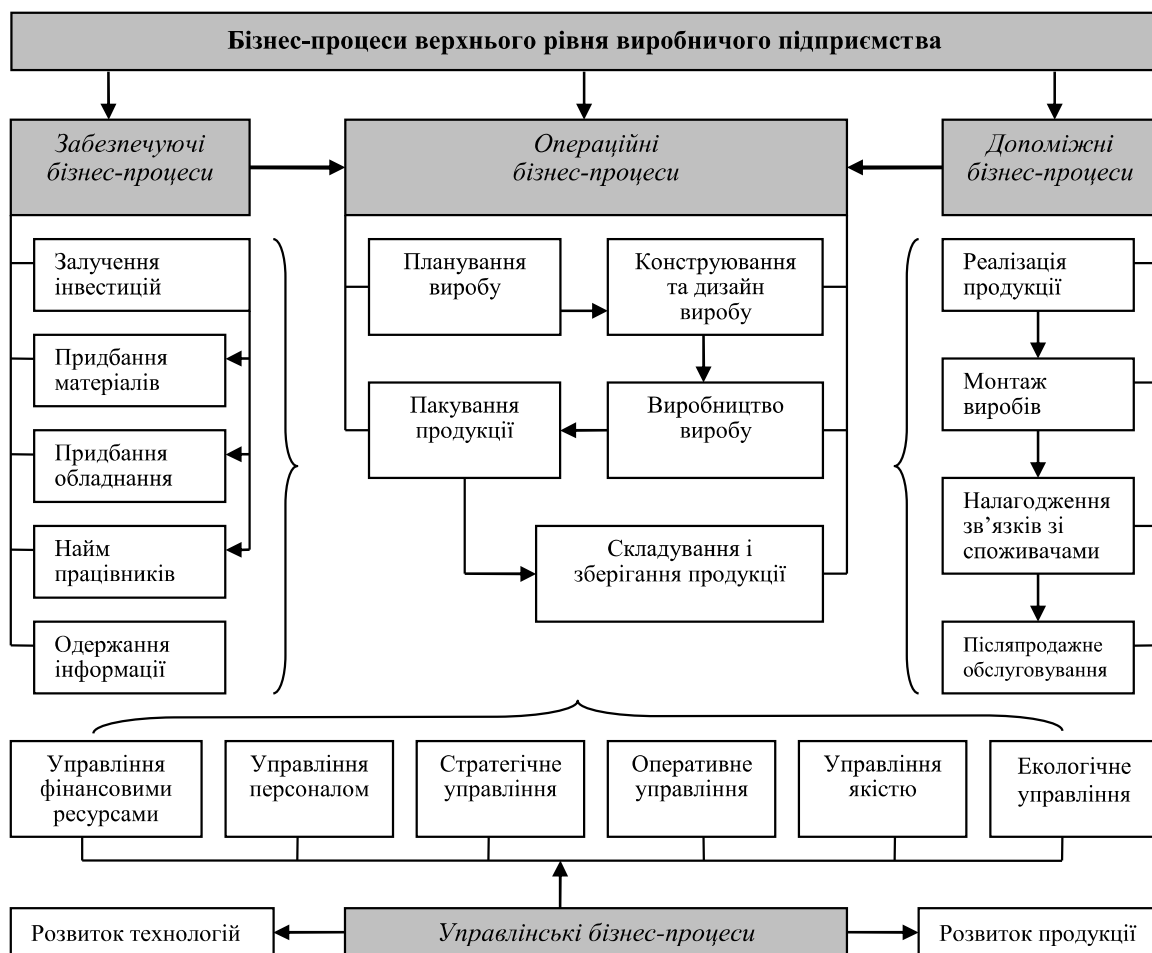 Бізнес-процеси верхнього рівня виробничого підприємства
Забезпечуючі
бізнес-процеси
Операційні
бізнес-процеси
Допоміжні
бізнес-процеси
Залучення
інвестицій
Придбання
матеріалів
Придбання
обладнання
Найм
працівників
Одержання
інформації
Планування
виробу
Конструювання
та дизайн
виробу
Пакування
продукції
Виробництво
виробу
Складування і
зберігання продукції
Реалізація
продукції
Монтаж
виробів
Налагодження
зв’язків зі
споживачами
Післяпродажне
обслуговування
Управління
фінансовими
ресурсами
Управління
персоналом
Стратегічне
управління
Оперативне
управління
Управління
якістю
Екологічне
управління
Розвиток технологій
Управлінські бізнес-процеси
Розвиток продукції